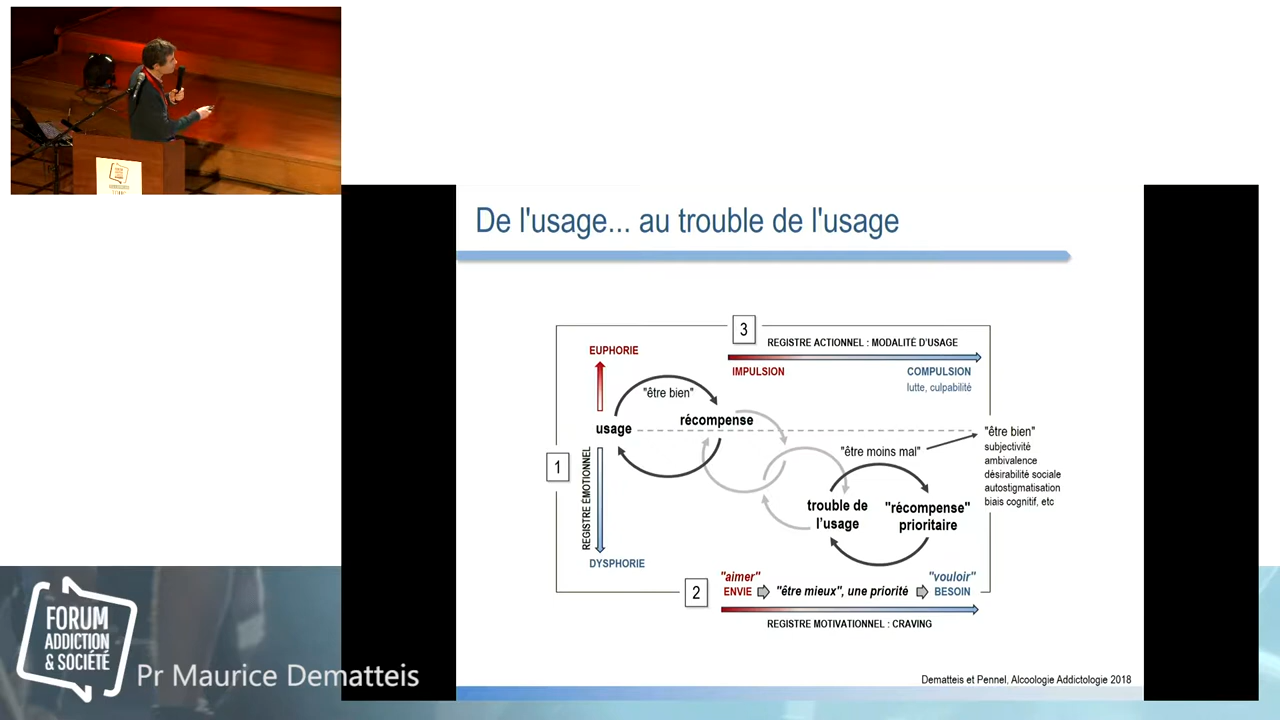 De l'usage... au trouble de l'usage
3
REGISTRE ACTIONNEL : MODALITÉ D'USAGE
EUPHORIE
IMPULSION
COMPULSION
lutte, culpabilité
"être bien"
usage
récompense
"être bien"
subjectivité
ambivalence
désirabilité sociale
autostigmatisation
biais cognitif, etc
"être moins mal"
1
REGISTRE ÉMOTIONNEL
trouble de
l'usage
"récompense"
prioritaire
DYSPHORIE
2
"aimer"
"vouloir"
ENVIE
"être mieux", une priorité
BESOIN
REGISTRE MOTIVATIONNEL : CRAVING
Dematteis et Pennel, Alcoologie Addictologie 2018
FORUM
ADDICTION
& SOCIÉTÉ
Pr Maurice Dematteis